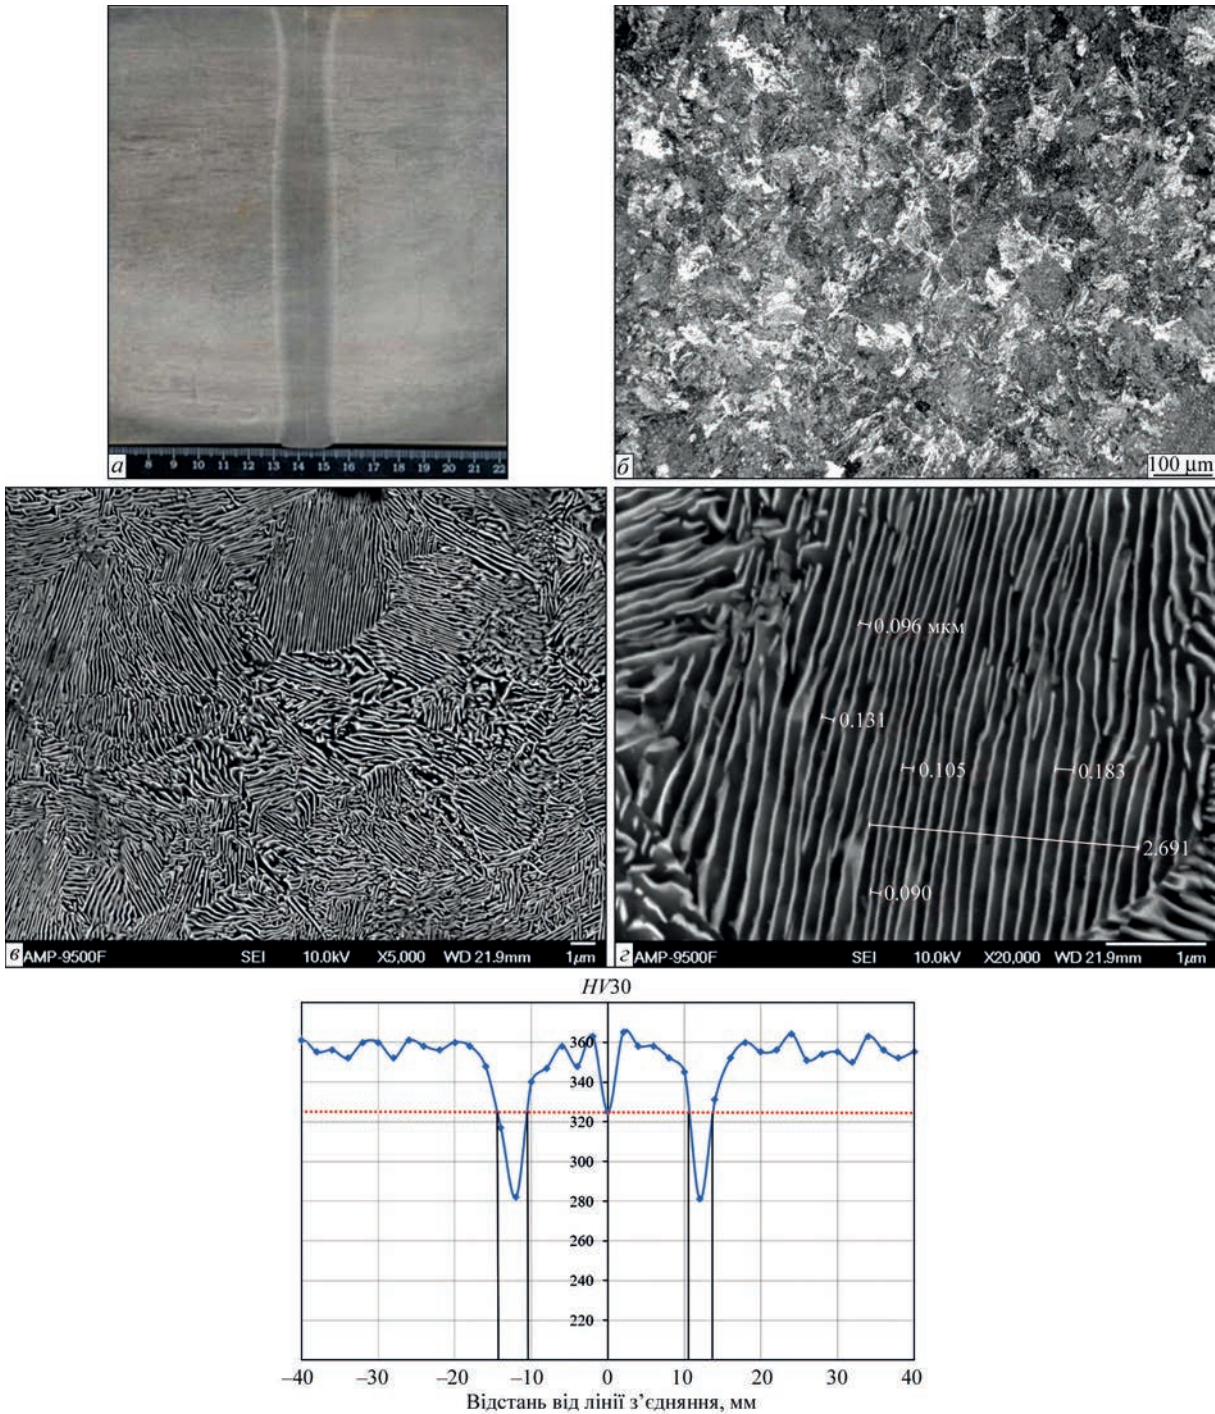 а
8 9 10 11 12 13 14 15 16 17 18 19 20 21 22
б
100 μm
0.096 мкм
0.131
0.105
0.183
2.691
0.090
в AMP-9500F SEI 10.0kV X5,000 WD 21.9mm 1μm
г AMP-9500F SEI 10.0kV X20,000 WD 21.9mm 1μm
HV30
360
340
320
300
280
260
240
220
–40 –30 –20 –10 0 10 20 30 40
Відстань від лінії з’єдняння, мм